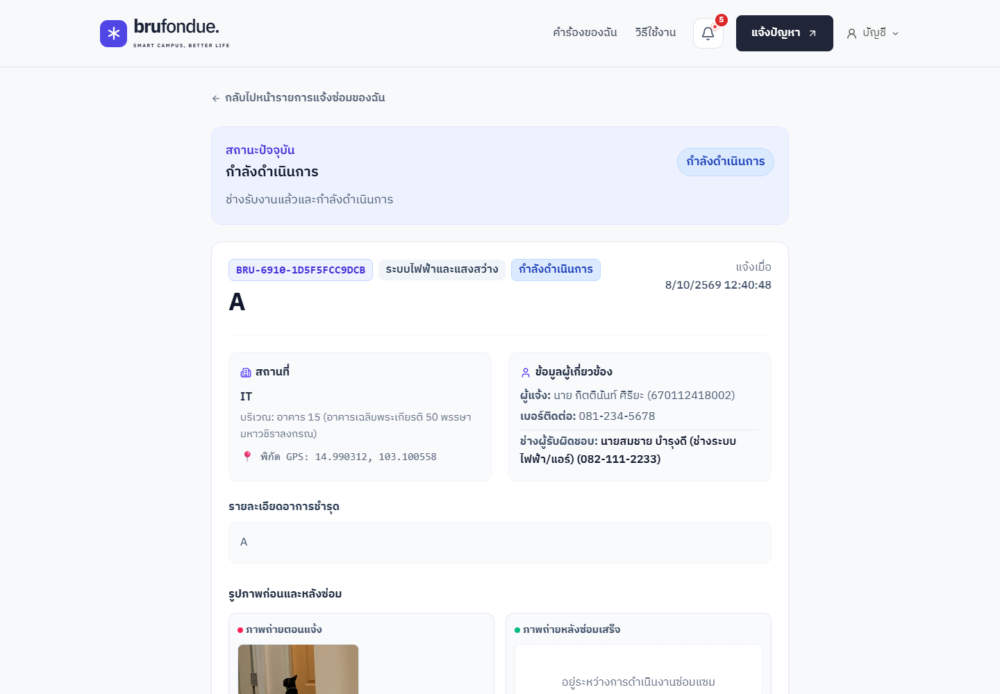 brufondue.
SMART CAMPUS, BETTER LIFE
คำร้องของฉัน
วิธีใช้งาน
5
แจ้งปัญหา
บัญชี
กลับไปหน้ารายการแจ้งซ่อมของฉัน
สถานะปัจจุบัน
กำลังดำเนินการ
กำลังดำเนินการ
ช่างรับงานแล้วและกำลังดำเนินการ
BRU-6910-1D5F5FCC9DCB
ระบบไฟฟ้าและแสงสว่าง
กำลังดำเนินการ
แจ้งเมื่อ
8/10/2569 12:40:48
A
สถานที่
IT
บริเวณ: อาคาร 15 (อาคารเฉลิมพระเกียรติ 50 พรรษา
มหาวชิราลงกรณ)
พิกัด GPS: 14.990312, 103.100558
ข้อมูลผู้เกี่ยวข้อง
ผู้แจ้ง: นาย กิตตินันท์ ศิริยะ (670112418002)
เบอร์ติดต่อ: 081-234-5678
ช่างผู้รับผิดชอบ: นายสมชาย บำรุงดี (ช่างระบบ
ไฟฟ้า/แอร์) (082-111-2233)
รายละเอียดอาการชำรุด
A
รูปภาพก่อนและหลังซ่อม
ภาพถ่ายตอนแจ้ง
ภาพถ่ายหลังซ่อมเสร็จ
อยู่ระหว่างการดำเนินงานซ่อมแซม